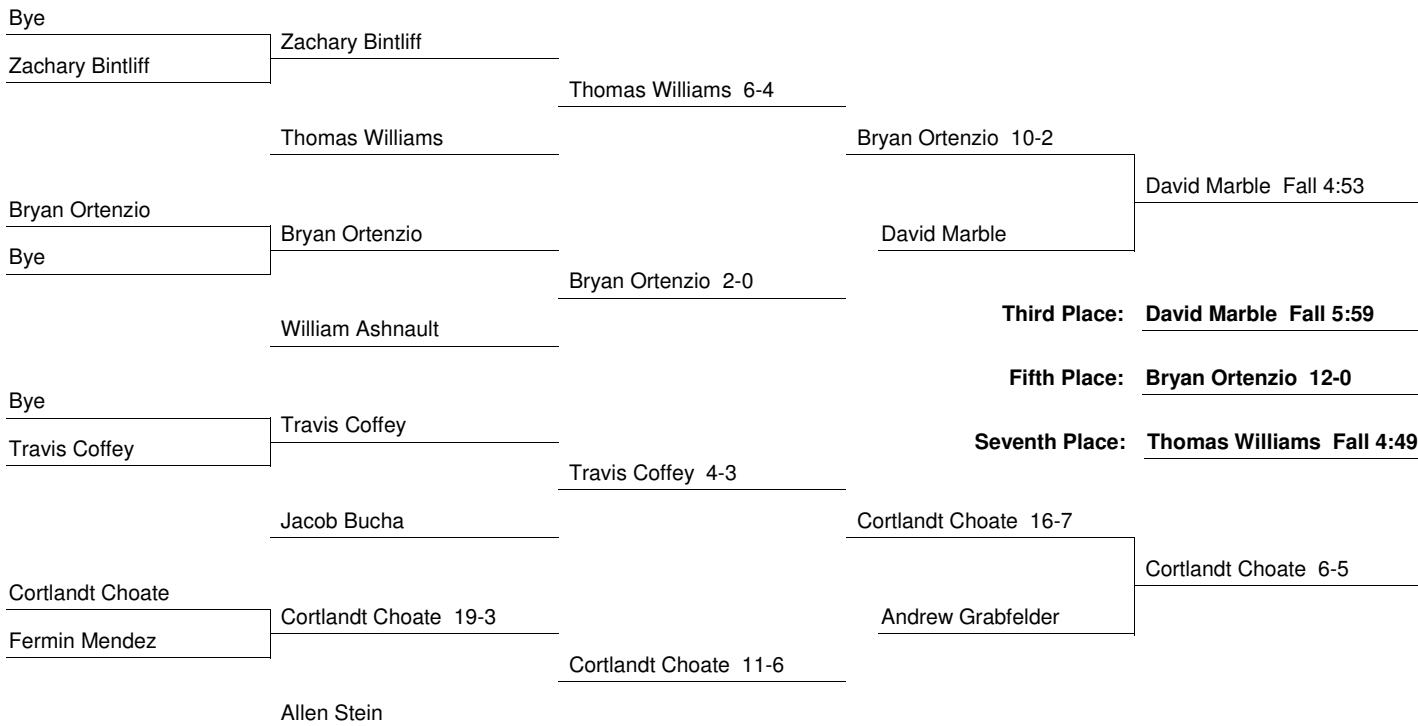 Bye
Zachary Bintliff
Zachary Bintliff
Thomas Williams 6-4
Thomas Williams
Bryan Ortenzio 10-2
David Marble Fall 4:53
Bryan Ortenzio
Bryan Ortenzio
David Marble
Bye
Bryan Ortenzio 2-0
William Ashnault
Third Place: David Marble Fall 5:59
Fifth Place: Bryan Ortenzio 12-0
Bye
Travis Coffey
Travis Coffey
Seventh Place: Thomas Williams Fall 4:49
Travis Coffey 4-3
Jacob Bucha
Cortlandt Choate 16-7
Cortlandt Choate 6-5
Cortlandt Choate
Cortlandt Choate 19-3
Andrew Grabfelder
Fermin Mendez
Cortlandt Choate 11-6
Allen Stein